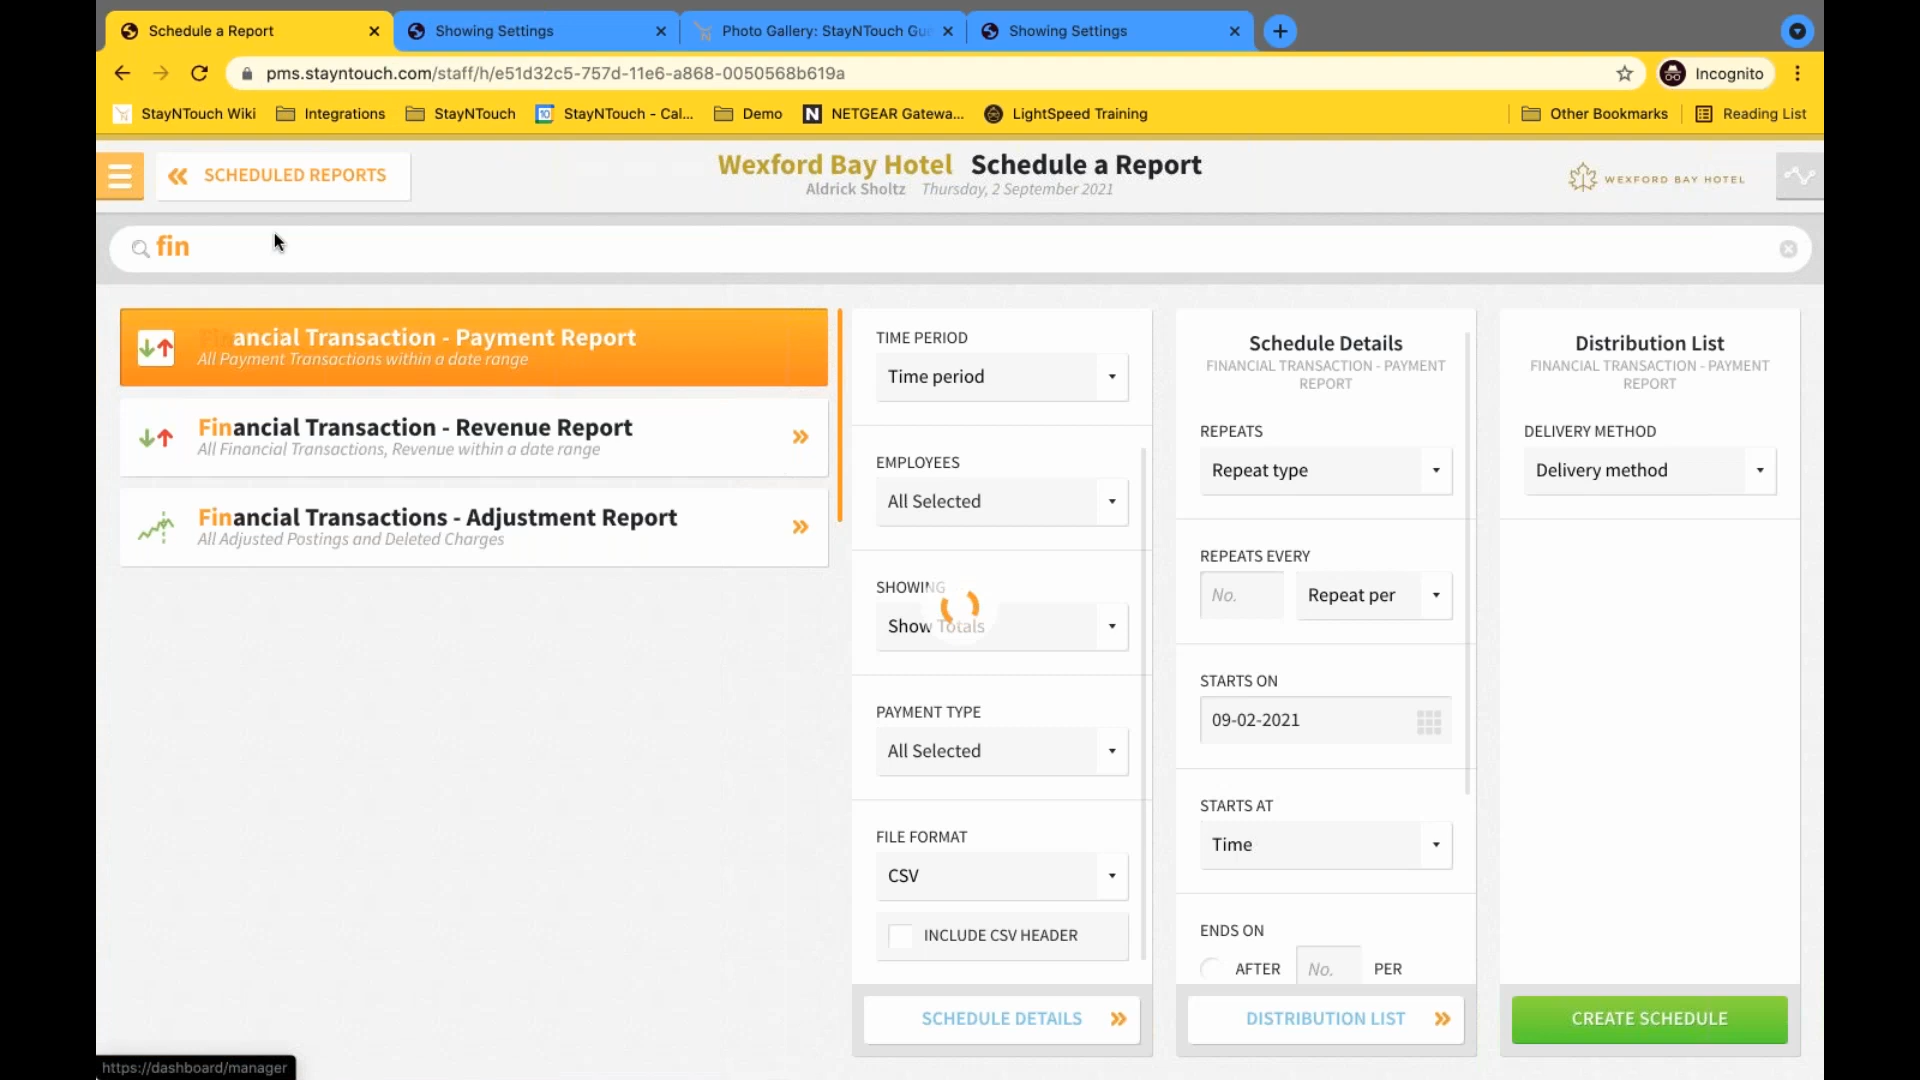 Schedule a Report
Showing Settings
Photo Gallery: StayNTouch Gu
Showing Settings
pms.stayntouch.com/staff/h/e51d32c5-757d-11e6-a868-0050568b619a
Incognito
StayNTouch Wiki
Integrations
StayNTouch
StayNTouch - Cal...
Demo
NETGEAR Gatewa...
LightSpeed Training
Other Bookmarks
Reading List
SCHEDULED REPORTS
Wexford Bay Hotel Schedule a Report
Aldrick Sholtz Thursday, 2 September 2021
WEXFORD BAY HOTEL
fin
Financial Transaction - Payment Report
All Payment Transactions within a date range
Financial Transaction - Revenue Report
All Financial Transactions, Revenue within a date range
Financial Transactions - Adjustment Report
All Adjusted Postings and Deleted Charges
TIME PERIOD
Time period
EMPLOYEES
All Selected
SHOWING
Show Totals
PAYMENT TYPE
All Selected
FILE FORMAT
CSV
INCLUDE CSV HEADER
SCHEDULE DETAILS
Schedule Details
FINANCIAL TRANSACTION - PAYMENT
REPORT
REPEATS
Repeat type
REPEATS EVERY
No.
Repeat per
STARTS ON
09-02-2021
STARTS AT
Time
ENDS ON
AFTER
No.
PER
DISTRIBUTION LIST
Distribution List
FINANCIAL TRANSACTION - PAYMENT
REPORT
DELIVERY METHOD
Delivery method
CREATE SCHEDULE
https://dashboard/manager